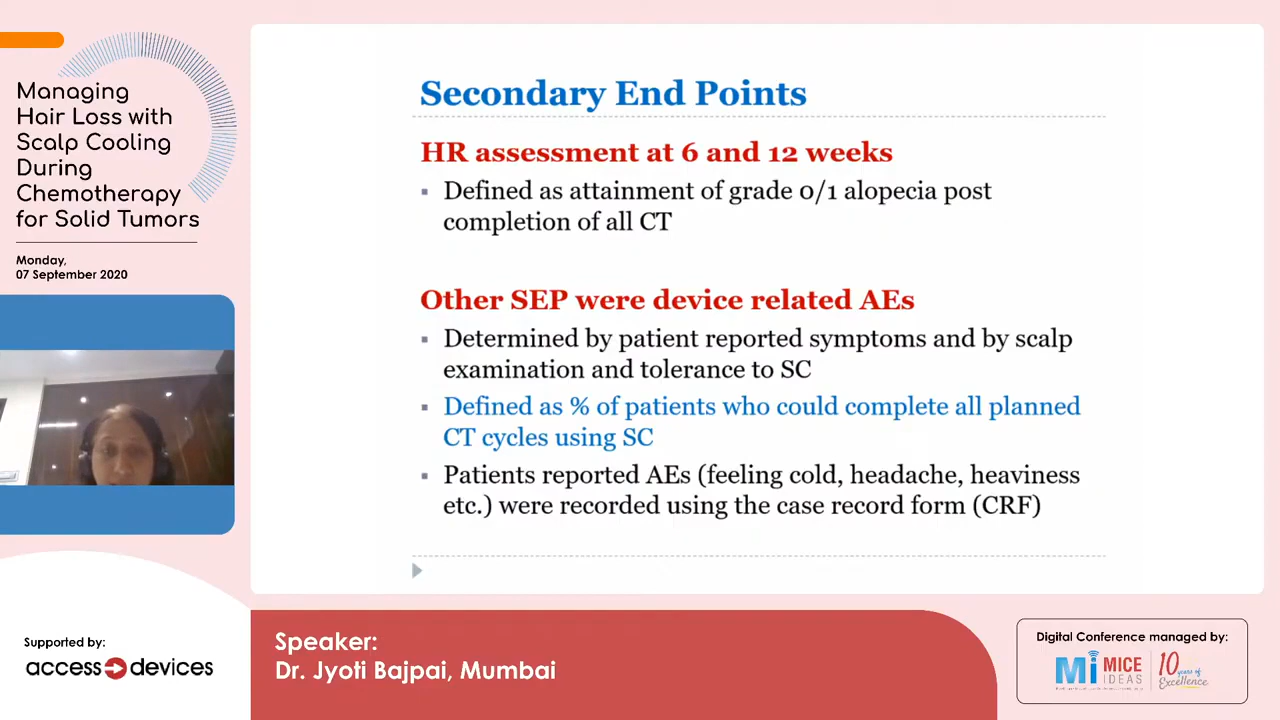 Managing
Hair Loss with
Scalp Cooling
During
Chemotherapy
for Solid Tumors
Monday,
07 September 2020
Secondary End Points
HR assessment at 6 and 12 weeks
▪ Defined as attainment of grade 0/1 alopecia post
completion of all CT
Other SEP were device related AEs
▪ Determined by patient reported symptoms and by scalp
examination and tolerance to SC
▪ Defined as % of patients who could complete all planned
CT cycles using SC
▪ Patients reported AEs (feeling cold, headache, heaviness
etc.) were recorded using the case record form (CRF)
Supported by:
access devices
Speaker:
Dr. Jyoti Bajpai, Mumbai
Digital Conference managed by:
Mi MICE IDEAS
10 years of Excellence